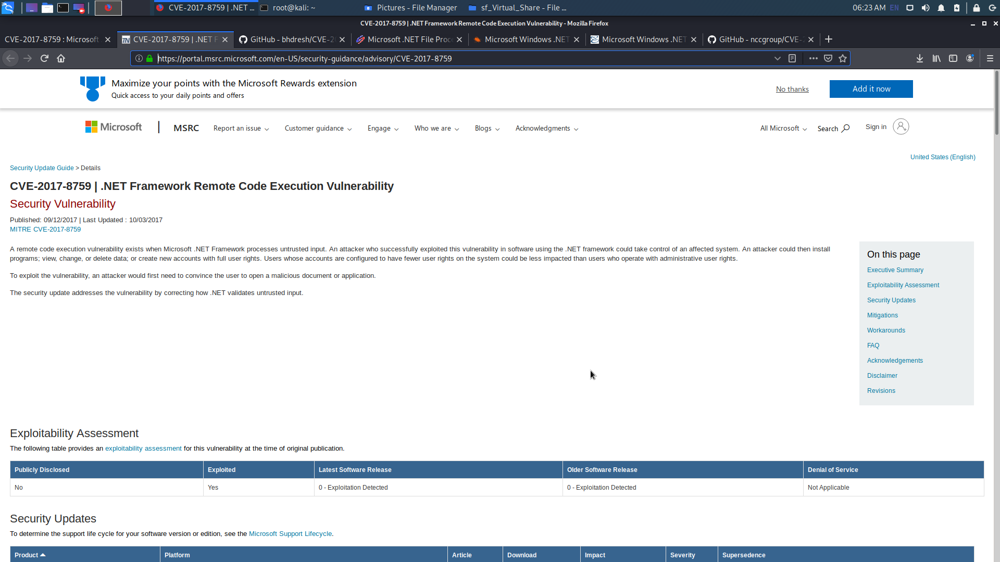 CVE-2017-8759 | .NET ...
root@kali: ~
Pictures - File Manager
sf_Virtual_Share - File ...
06:23 AM EN
CVE-2017-8759 | .NET Framework Remote Code Execution Vulnerability - Mozilla Firefox
CVE-2017-8759 : Microsoft
CVE-2017-8759 | .NET F
GitHub - bhdresh/CVE-2
Microsoft .NET File Proc
Microsoft Windows .NET
Microsoft Windows .NET
GitHub - nccgroup/CVE-
https://portal.msrc.microsoft.com/en-US/security-guidance/advisory/CVE-2017-8759
Maximize your points with the Microsoft Rewards extension
Quick access to your daily points and offers
No thanks
Add it now
Microsoft
MSRC
Report an issue
Customer guidance
Engage
Who we are
Blogs
Acknowledgments
All Microsoft
Search
Sign in
United States (English)
Security Update Guide > Details
CVE-2017-8759 | .NET Framework Remote Code Execution Vulnerability
Security Vulnerability
Published: 09/12/2017 | Last Updated : 10/03/2017
MITRE CVE-2017-8759
A remote code execution vulnerability exists when Microsoft .NET Framework processes untrusted input. An attacker who successfully exploited this vulnerability in software using the .NET framework could take control of an affected system. An attacker could then install
programs; view, change, or delete data; or create new accounts with full user rights. Users whose accounts are configured to have fewer user rights on the system could be less impacted than users who operate with administrative user rights.
To exploit the vulnerability, an attacker would first need to convince the user to open a malicious document or application.
The security update addresses the vulnerability by correcting how .NET validates untrusted input.
On this page
Executive Summary
Exploitability Assessment
Security Updates
Mitigations
Workarounds
FAQ
Acknowledgements
Disclaimer
Revisions
Exploitability Assessment
The following table provides an exploitability assessment for this vulnerability at the time of original publication.
Publicly Disclosed
Exploited
Latest Software Release
Older Software Release
Denial of Service
No
Yes
0 - Exploitation Detected
0 - Exploitation Detected
Not Applicable
Security Updates
To determine the support life cycle for your software version or edition, see the Microsoft Support Lifecycle.
Product
Platform
Article
Download
Impact
Severity
Supersedence